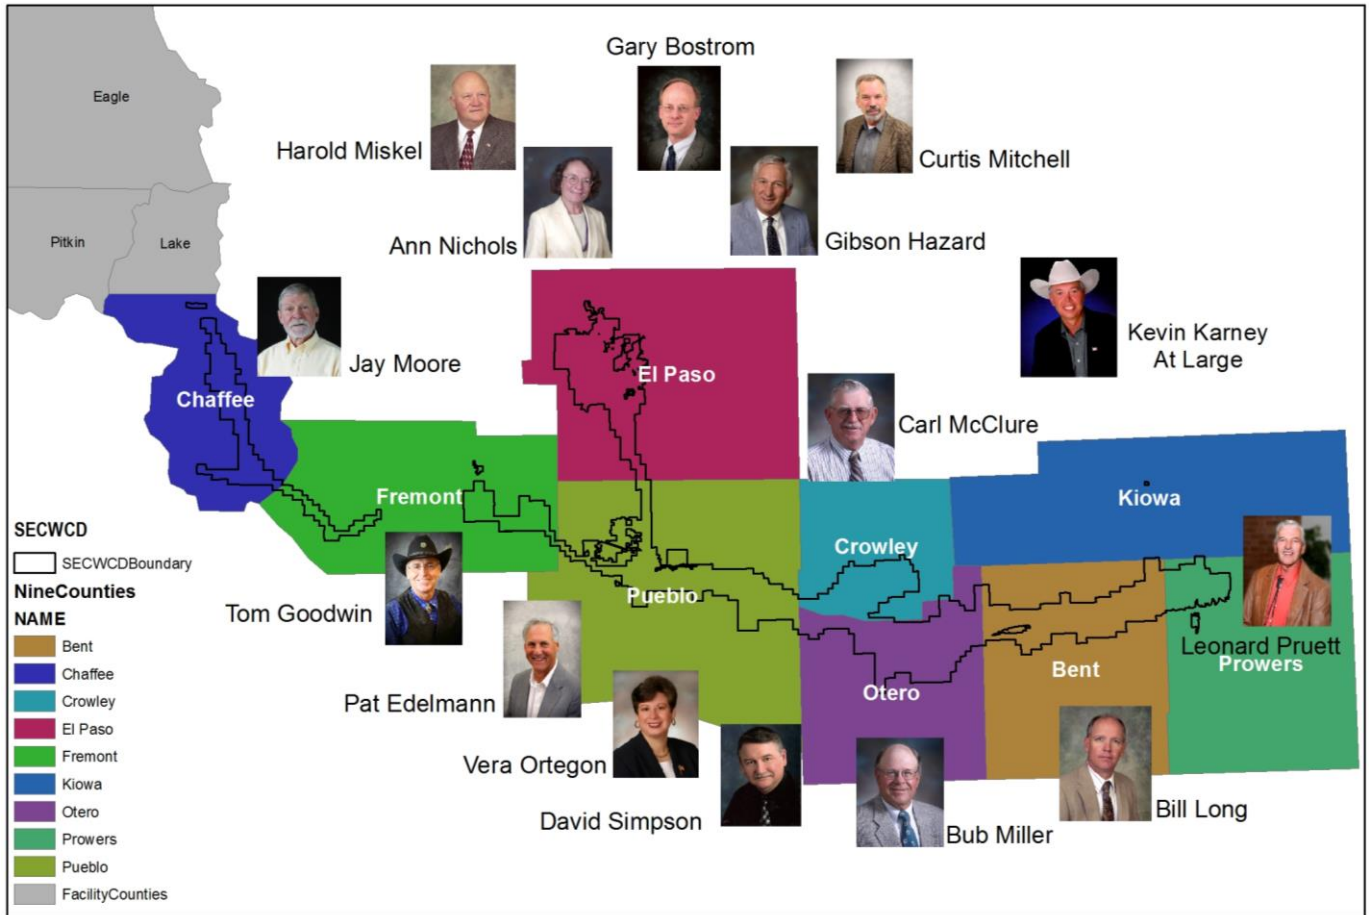 Gary Bostrom
Eagle
Harold Miskel
Curtis Mitchell
Ann Nichols
Gibson Hazard
Pitkin
Lake
Kevin Karney
At Large
Jay Moore
El Paso
Chaffee
Carl McClure
Fremont
Kiowa
Crowley
Pueblo
Tom Goodwin
Leonard Pruett
Prowers
Bent
Otero
Pat Edelmann
Vera Ortegon
David Simpson
Bub Miller
Bill Long
SECWCD
SECWCDBoundary
NineCounties
NAME
Bent
Chaffee
Crowley
El Paso
Fremont
Kiowa
Otero
Prowers
Pueblo
FacilityCounties